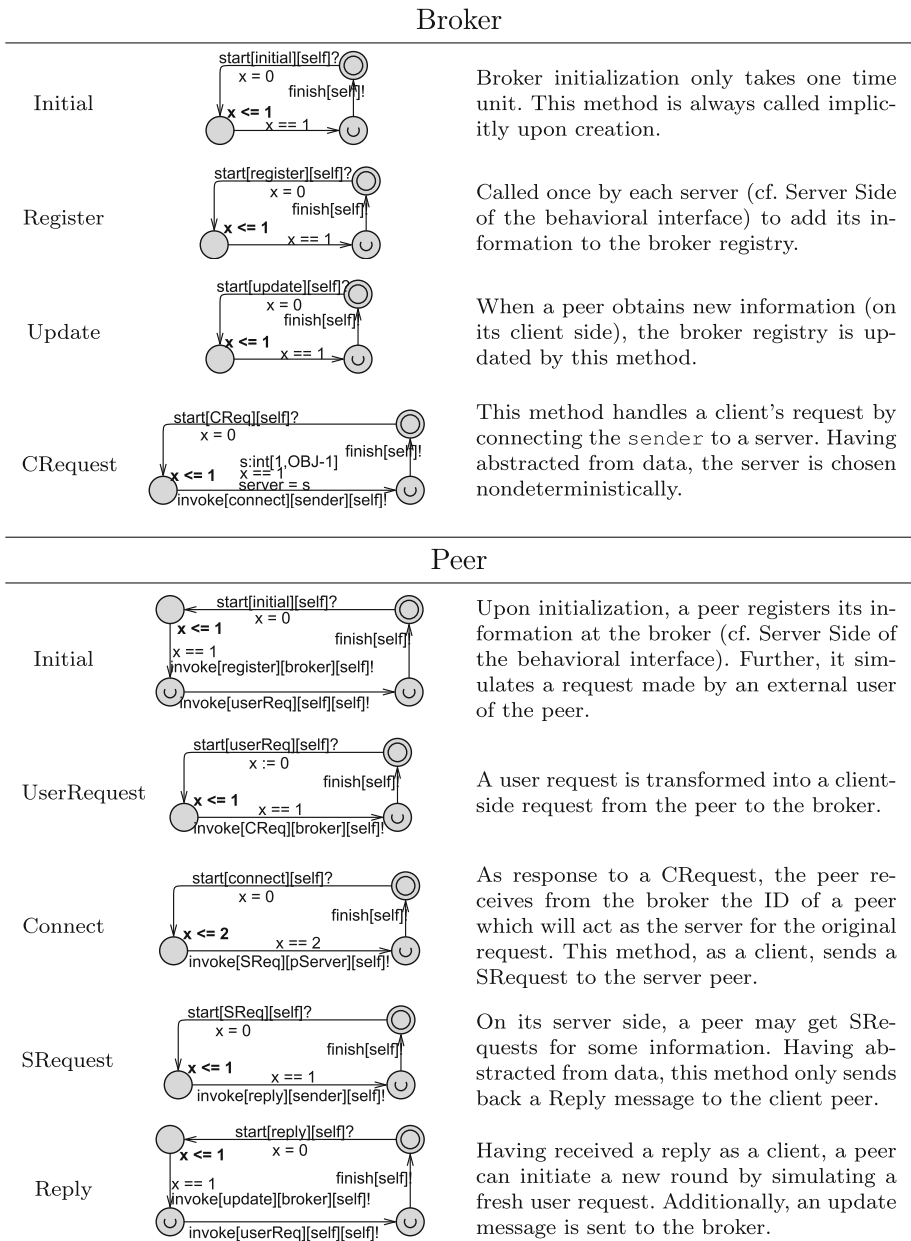 Broker
Initial
start[initial][self]?
x = 0
finish[self]!
x <= 1
x == 1
Broker initialization only takes one time
unit. This method is always called implic-
itly upon creation.
Register
start[register][self]?
x = 0
finish[self]!
x <= 1
x == 1
Called once by each server (cf. Server Side
of the behavioral interface) to add its in-
formation to the broker registry.
Update
start[update][self]?
x = 0
finish[self]!
x <= 1
x == 1
When a peer obtains new information (on
its client side), the broker registry is up-
dated by this method.
CRequest
start[CReq][self]?
x = 0
finish[self]!
s:int[1,OBJ-1]
x <= 1
x == 1
server = s
invoke[connect][sender][self]!
This method handles a client's request by
connecting the sender to a server. Having
abstracted from data, the server is chosen
nondeterministically.
Peer
Initial
start[initial][self]?
x = 0
x <= 1
finish[self]!
x == 1
invoke[register][broker][self]!
invoke[userReq][self][self]!
Upon initialization, a peer registers its in-
formation at the broker (cf. Server Side of
the behavioral interface). Further, it sim-
ulates a request made by an external user
of the peer.
UserRequest
start[userReq][self]?
x := 0
finish[self]!
x <= 1
x == 1
invoke[CReq][broker][self]!
A user request is transformed into a client-
side request from the peer to the broker.
Connect
start[connect][self]?
x = 0
finish[self]!
x <= 2
x == 2
invoke[SReq][pServer][self]!
As response to a CRequest, the peer re-
ceives from the broker the ID of a peer
which will act as the server for the original
request. This method, as a client, sends a
SRequest to the server peer.
SRequest
start[SReq][self]?
x = 0
finish[self]!
x <= 1
x == 1
invoke[reply][sender][self]!
On its server side, a peer may get SRe-
quests for some information. Having ab-
stracted from data, this method only sends
back a Reply message to the client peer.
Reply
start[reply][self]?
x = 0
x <= 1
finish[self]!
x == 1
invoke[update][broker][self]!
invoke[userReq][self][self]!
Having received a reply as a client, a peer
can initiate a new round by simulating a
fresh user request. Additionally, an update
message is sent to the broker.